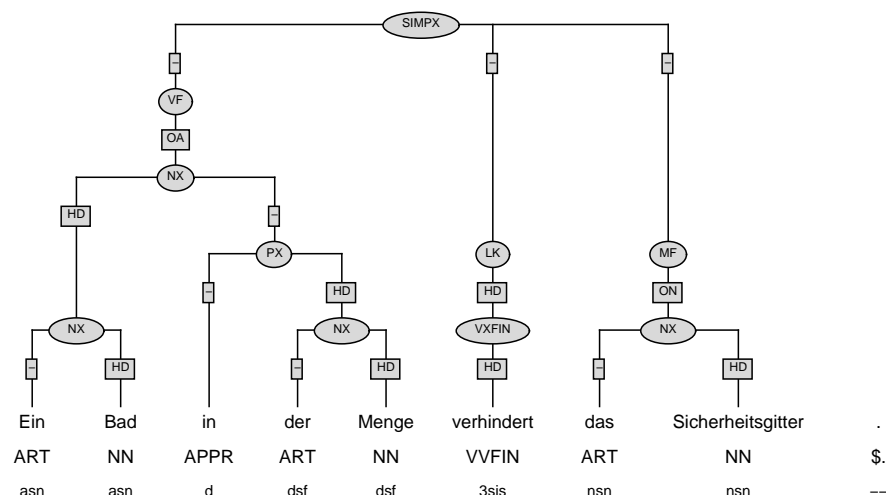 SIMPX
– – –
VF
OA
NX
HD –
PX LK MF
– HD HD ON
NX NX VXFIN NX
– HD – HD HD – HD
Ein Bad in der Menge verhindert das Sicherheitsgitter .
ART NN APPR ART NN VVFIN ART NN $.
asn asn d dsf dsf 3sis nsn nsn --